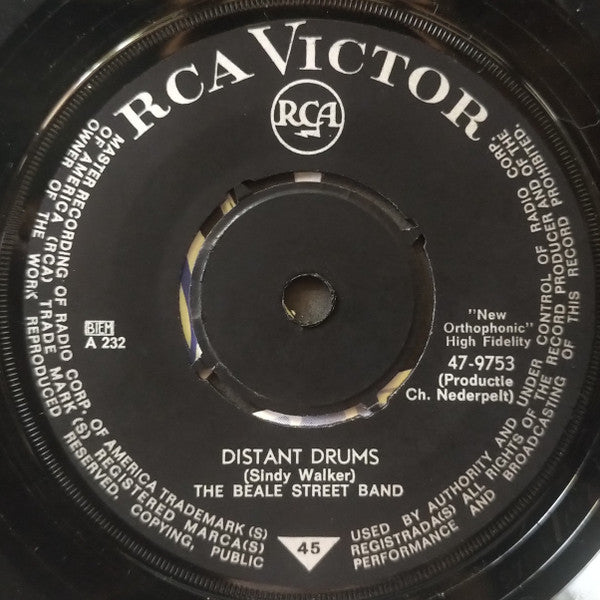 RCA VICTOR
RCA
BIEM
A 232
"New
Orthophonic"
High Fidelity
47-9753
(Productie
Ch. Nederpelt)
DISTANT DRUMS
(Sindy Walker)
THE BEALE STREET BAND
45
MASTER RECORDING OF RADIO CORP. OF AMERICA TRADEMARK (S)
OF AMERICA (RCA) TRADE MARK (S) REGISTERED MARCA(S)
OWNER OF THE WORK REPRODUCED RESERVED. COPYING, PUBLIC
USED BY AUTHORITY AND UNDER CONTROL OF RADIO CORP.
REGISTRADA(S) ALL RIGHTS OF THE RECORD PRODUCER AND OF THE
PERFORMANCE AND BROADCASTING OF THIS RECORD PROHIBITED.